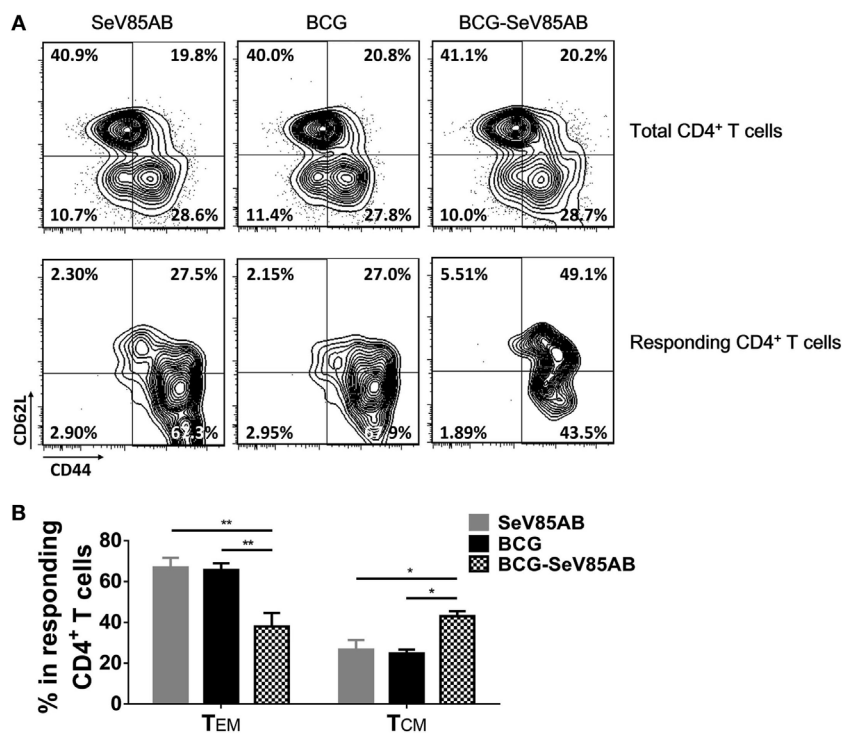 A
SeV85AB
BCG
BCG-SeV85AB
40.9%
19.8%
10.7%
28.6%
40.0%
20.8%
11.4%
27.8%
41.1%
20.2%
10.0%
28.7%
Total CD4+ T cells
2.30%
27.5%
2.90%
2.15%
27.0%
2.95%
5.51%
49.1%
1.89%
43.5%
Responding CD4+ T cells
CD62L
CD44
B
% in responding
CD4+ T cells
80
60
40
20
0
**
**
*
*
TEM
TCM
SeV85AB
BCG
BCG-SeV85AB